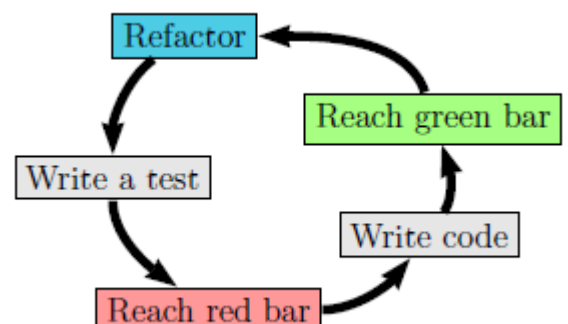 Refactor
Reach green bar
Write a test
Write code
Reach red bar